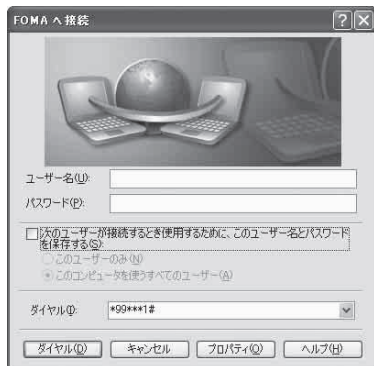 FOMA へ接続
ユーザー名(U):
パスワード(P):
次のユーザーが接続するとき使用するために、このユーザー名とパスワード
を保存する(S):
このユーザーのみ(N)
このコンピュータを使うすべてのユーザー(A)
ダイヤル(I): *99***1#
ダイヤル(D) キャンセル プロパティ(O) ヘルプ(H)